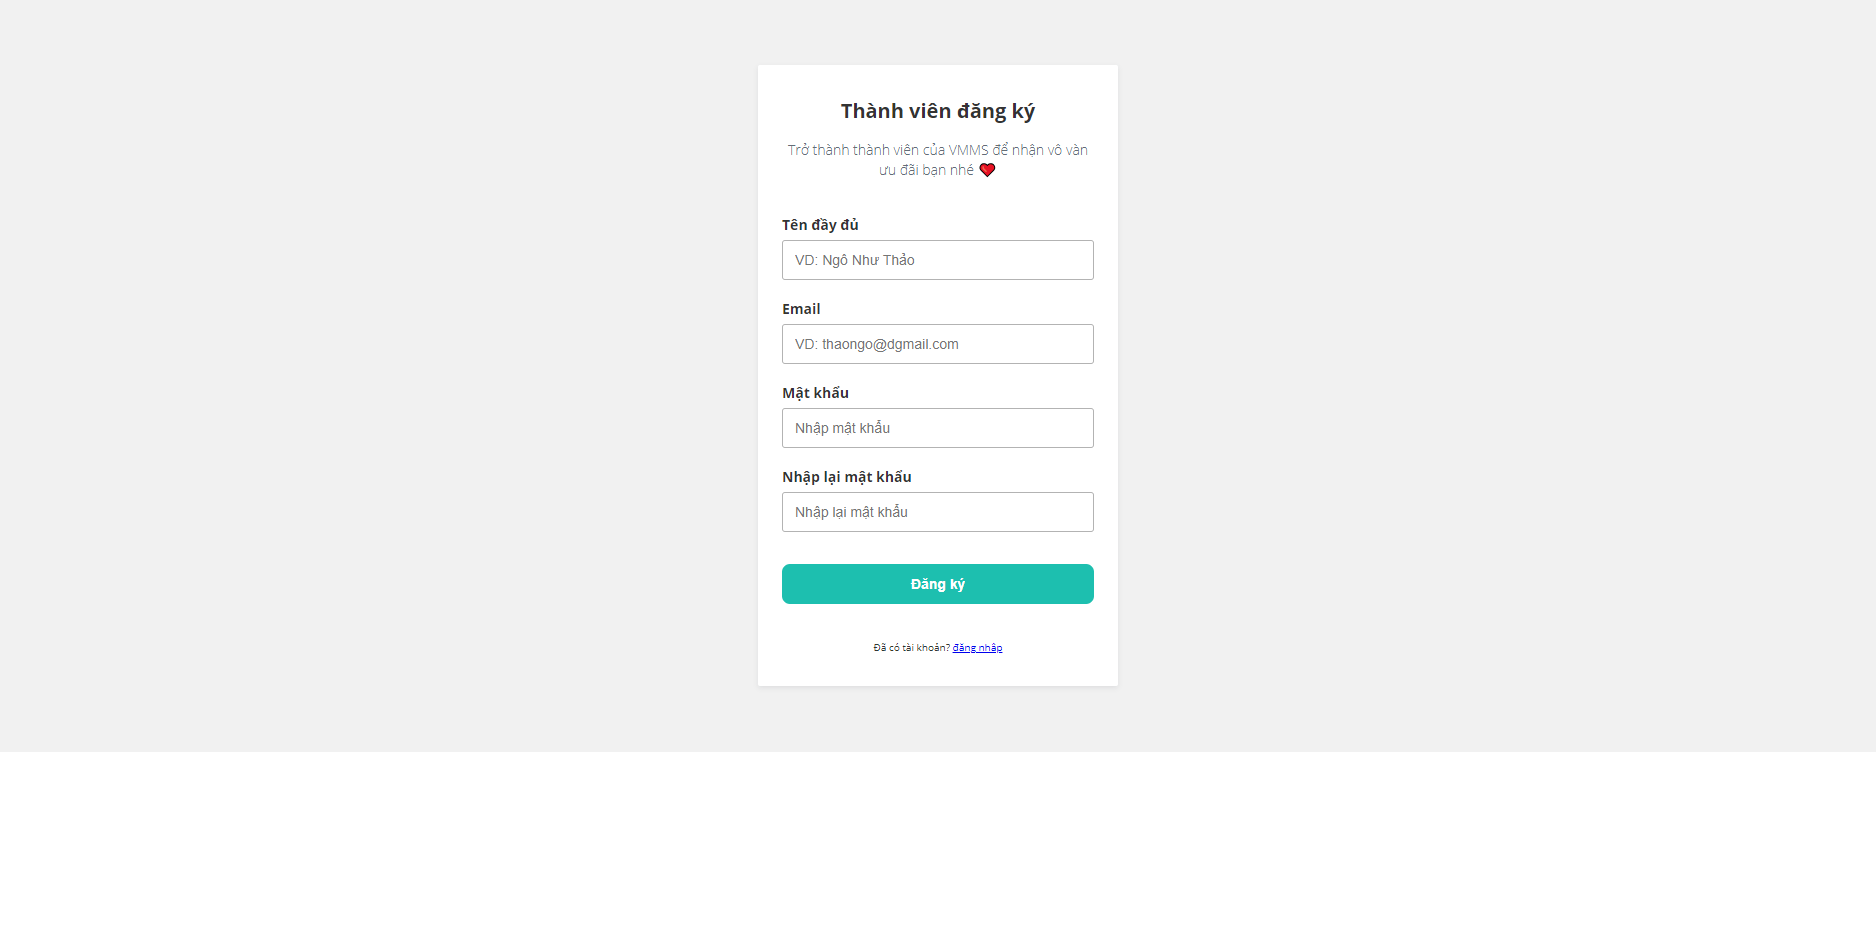 Thành viên đăng ký
Trở thành thành viên của VMMS để nhận vô vàn
ưu đãi bạn nhé ❤️
Tên đầy đủ
VD: Ngô Như Thảo
Email
VD: thaongo@dgmail.com
Mật khẩu
Nhập mật khẩu
Nhập lại mật khẩu
Nhập lại mật khẩu
Đăng ký
Đã có tài khoản? đăng nhập